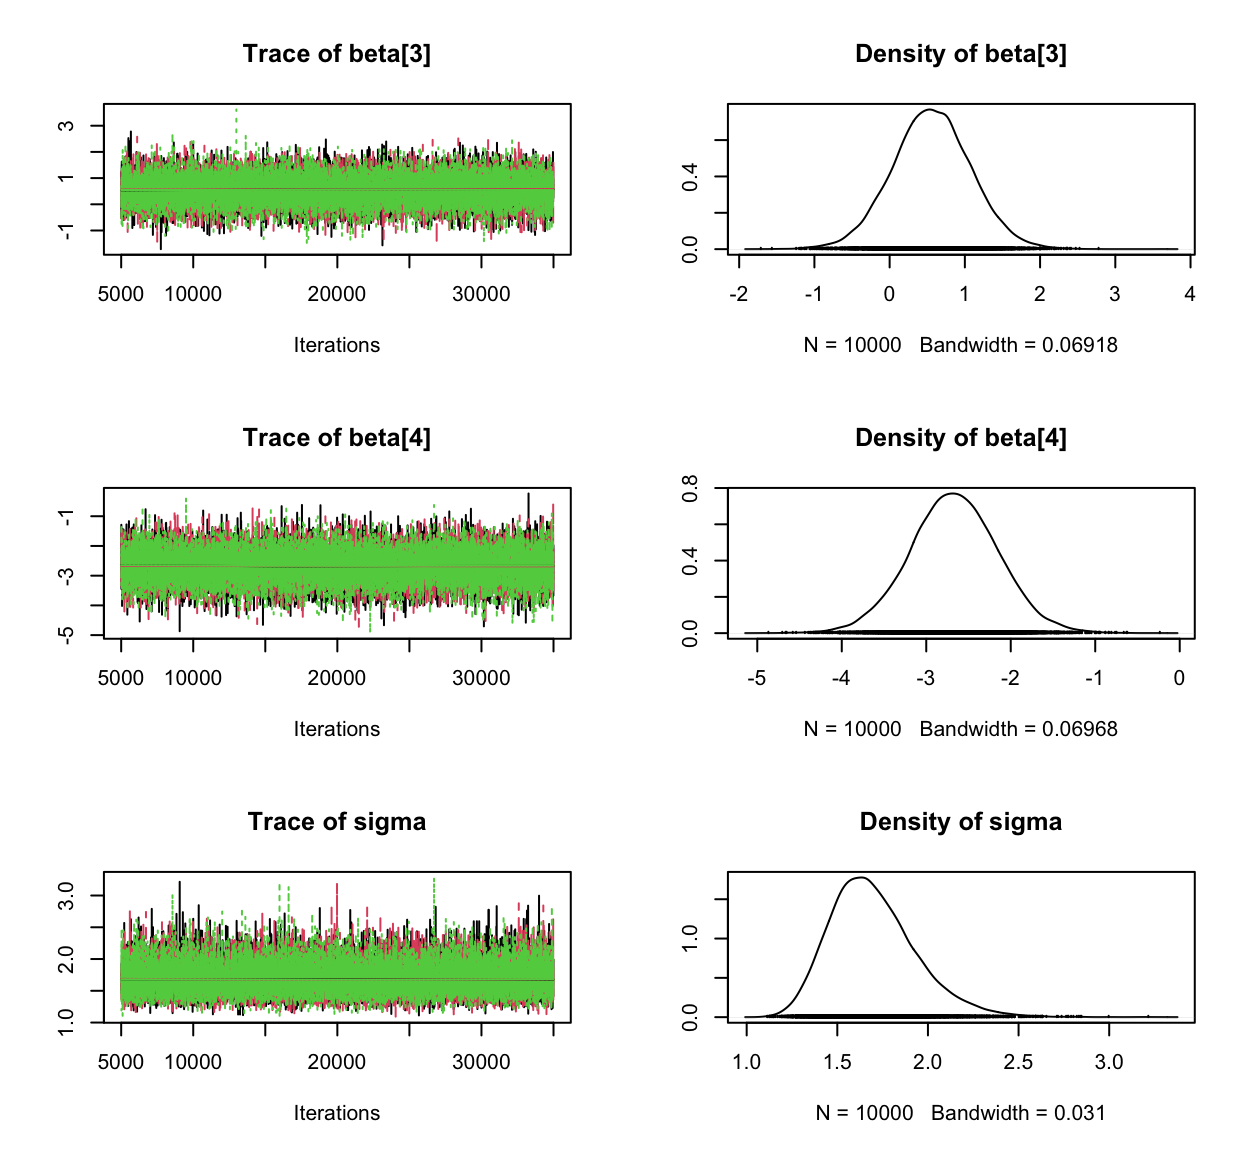 Trace of beta[3]
3
1
-1
5000 10000 20000 30000
Iterations
Density of beta[3]
0.4
0.0
-2 -1 0 1 2 3 4
N = 10000 Bandwidth = 0.06918
Trace of beta[4]
-1
-3
-5
5000 10000 20000 30000
Iterations
Density of beta[4]
0.8
0.4
0.0
-5 -4 -3 -2 -1 0
N = 10000 Bandwidth = 0.06968
Trace of sigma
3.0
2.0
1.0
5000 10000 20000 30000
Iterations
Density of sigma
1.0
0.0
1.0 1.5 2.0 2.5 3.0
N = 10000 Bandwidth = 0.031